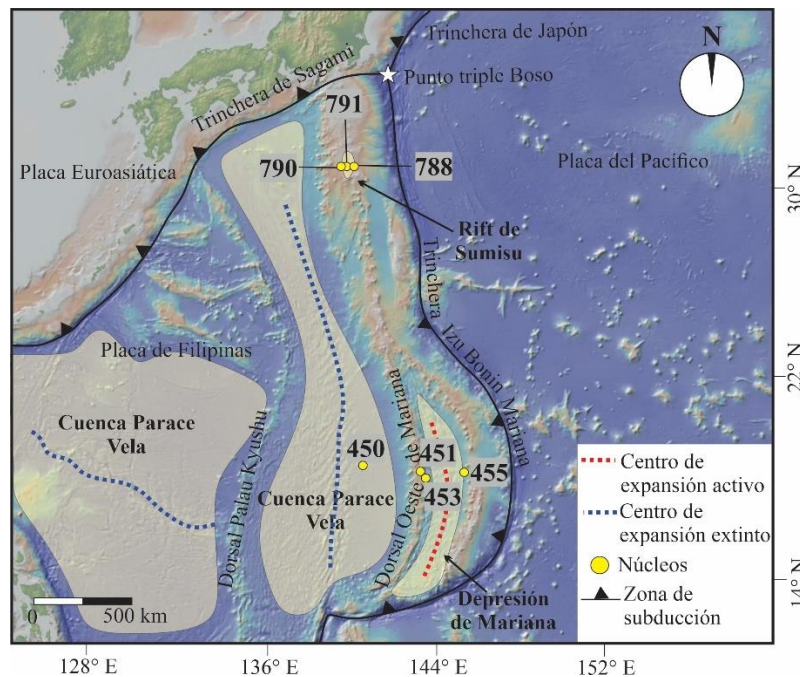 Trinchera de Japón
N
Trinchera de Sagami
Punto triple Boso
791
Placa Euroasiática
790
788
Placa del Pacífico
30° N
Rift de
Sumisu
Trinchera Izu Bonin Mariana
Placa de Filipinas
22° N
Cuenca Parace
Vela
Dorsal Palau Kyushu
450
Cuenca Parace
Vela
Dorsal Oeste de Mariana
451
453
455
Depresión
de Mariana
Centro de
expansión activo
Centro de
expansión extinto
Núcleos
Zona de
subducción
14° N
0 500 km
128° E
136° E
144° E
152° E